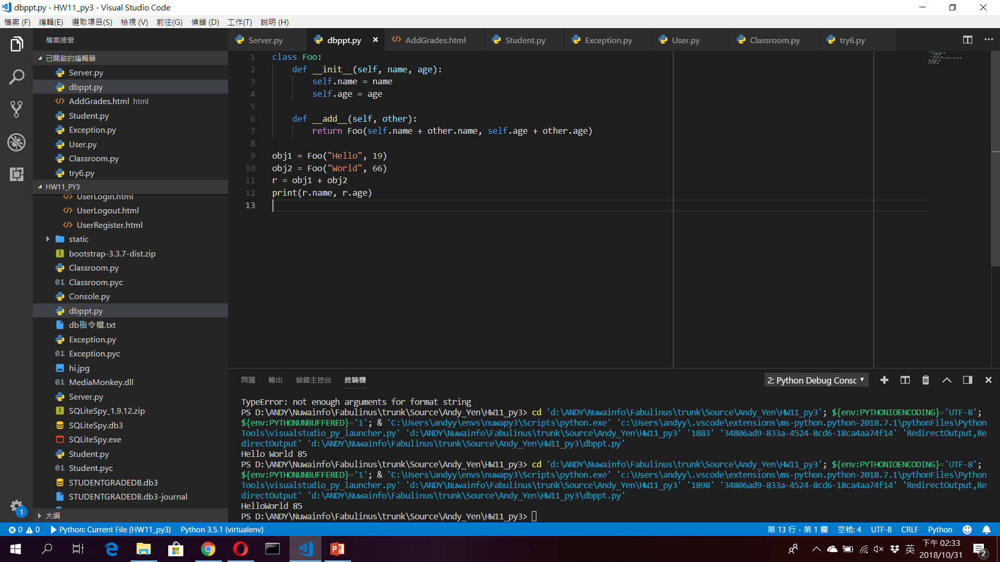 dbppt.py - HW11_py3 - Visual Studio Code
檔案 (F) 編輯(E) 選取項目(S) 檢視 (V) 前往(G) 偵錯 (D) 工作(T) 說明 (H)
檔案總管
已開啟的編輯器
Server.py
dbppt.py
AddGrades.html html
Student.py
Exception.py
User.py
Classroom.py
try6.py
HW11_PY3
UserLogin.html
UserLogout.html
UserRegister.html
static
bootstrap-3.3.7-dist.zip
Classroom.py
Classroom.pyc
Console.py
dbppt.py
db指令檔.txt
Exception.py
Exception.pyc
hi.jpg
MediaMonkey.dll
Server.py
SQLiteSpy_1.9.12.zip
SQLiteSpy.db3
SQLiteSpy.exe
Student.py
Student.pyc
STUDENTGRADEDB.db3
STUDENTGRADEDB.db3-journal
大綱
Server.py dbppt.py AddGrades.html Student.py Exception.py User.py Classroom.py try6.py
1 class Foo:
2 def __init__(self, name, age):
3 self.name = name
4 self.age = age
5
6 def __add__(self, other):
7 return Foo(self.name + other.name, self.age + other.age)
8
9 obj1 = Foo("Hello", 19)
10 obj2 = Foo("World", 66)
11 r = obj1 + obj2
12 print(r.name, r.age)
13
問題 輸出 偵錯主控台 終端機 2: Python Debug Consc
TypeError: not enough arguments for format string
PS D:\ANDY\Nuwainfo\Fabulinus\trunk\Source\Andy_Yen\HW11_py3> cd 'd:\ANDY\Nuwainfo\Fabulinus\trunk\Source\Andy_Yen\HW11_py3'; ${env:PYTHONIOENCODING}='UTF-8';
${env:PYTHONUNBUFFERED}='1'; & 'C:\Users\andyy\envs\nuwapy3\Scripts\python.exe' 'c:\Users\andyy\.vscode\extensions\ms-python.python-2018.7.1\pythonFiles\Python
Tools\visualstudio_py_launcher.py' 'd:\ANDY\Nuwainfo\Fabulinus\trunk\Source\Andy_Yen\HW11_py3' '1883' '34806ad9-833a-4524-8cd6-18ca4aa74f14' 'RedirectOutput,Re
directOutput' 'd:\ANDY\Nuwainfo\Fabulinus\trunk\Source\Andy_Yen\HW11_py3\dbppt.py'
Hello World 85
PS D:\ANDY\Nuwainfo\Fabulinus\trunk\Source\Andy_Yen\HW11_py3> cd 'd:\ANDY\Nuwainfo\Fabulinus\trunk\Source\Andy_Yen\HW11_py3'; ${env:PYTHONIOENCODING}='UTF-8';
${env:PYTHONUNBUFFERED}='1'; & 'C:\Users\andyy\envs\nuwapy3\Scripts\python.exe' 'c:\Users\andyy\.vscode\extensions\ms-python.python-2018.7.1\pythonFiles\Python
Tools\visualstudio_py_launcher.py' 'd:\ANDY\Nuwainfo\Fabulinus\trunk\Source\Andy_Yen\HW11_py3' '1898' '34806ad9-833a-4524-8cd6-18ca4aa74f14' 'RedirectOutput,Re
directOutput' 'd:\ANDY\Nuwainfo\Fabulinus\trunk\Source\Andy_Yen\HW11_py3\dbppt.py'
HelloWorld 85
PS D:\ANDY\Nuwainfo\Fabulinus\trunk\Source\Andy_Yen\HW11_py3>
1
0 0 Python: Current File (HW11_py3) Python 3.5.1 (virtualenv) 第 13 行，第 1 欄 空格: 4 UTF-8 CRLF Python
英 下午 02:33
2018/10/31 2